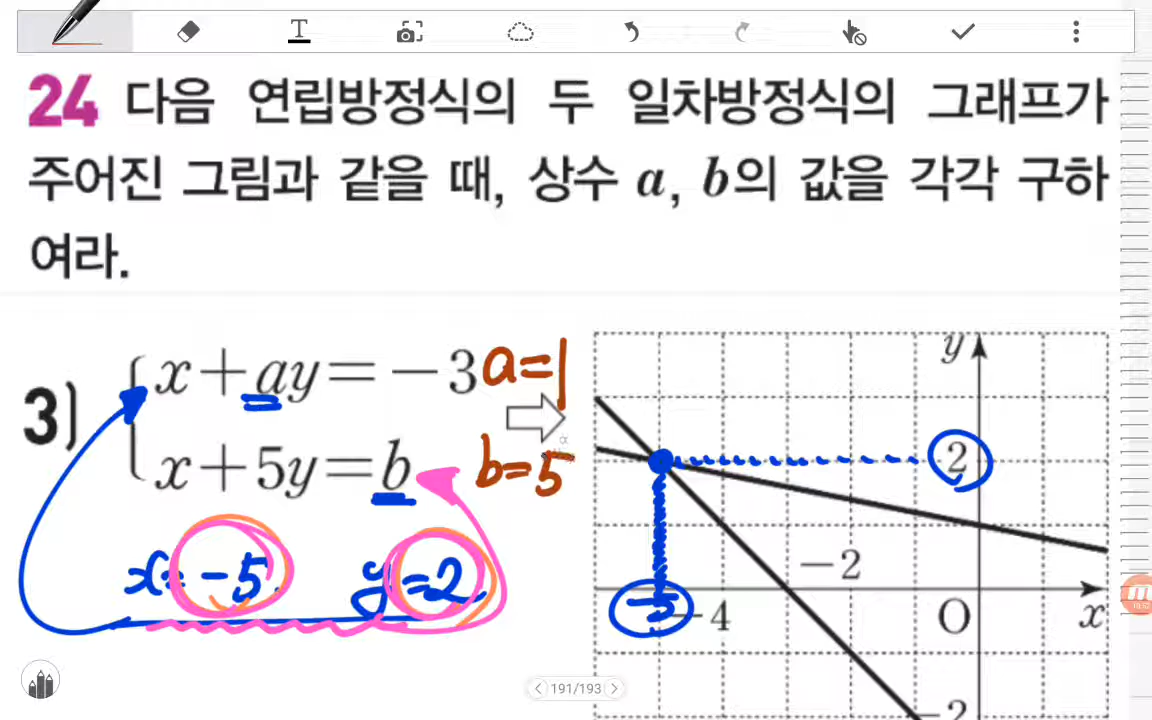 T
24 다음 연립방정식의 두 일차방정식의 그래프가
주어진 그림과 같을 때, 상수 a, b의 값을 각각 구하
여라.
3)
x+ay=-3
a=1
x+5y=b
b=5
x=-5
y=2
y
2
-2
-5
-4
O
x
-2
191/193